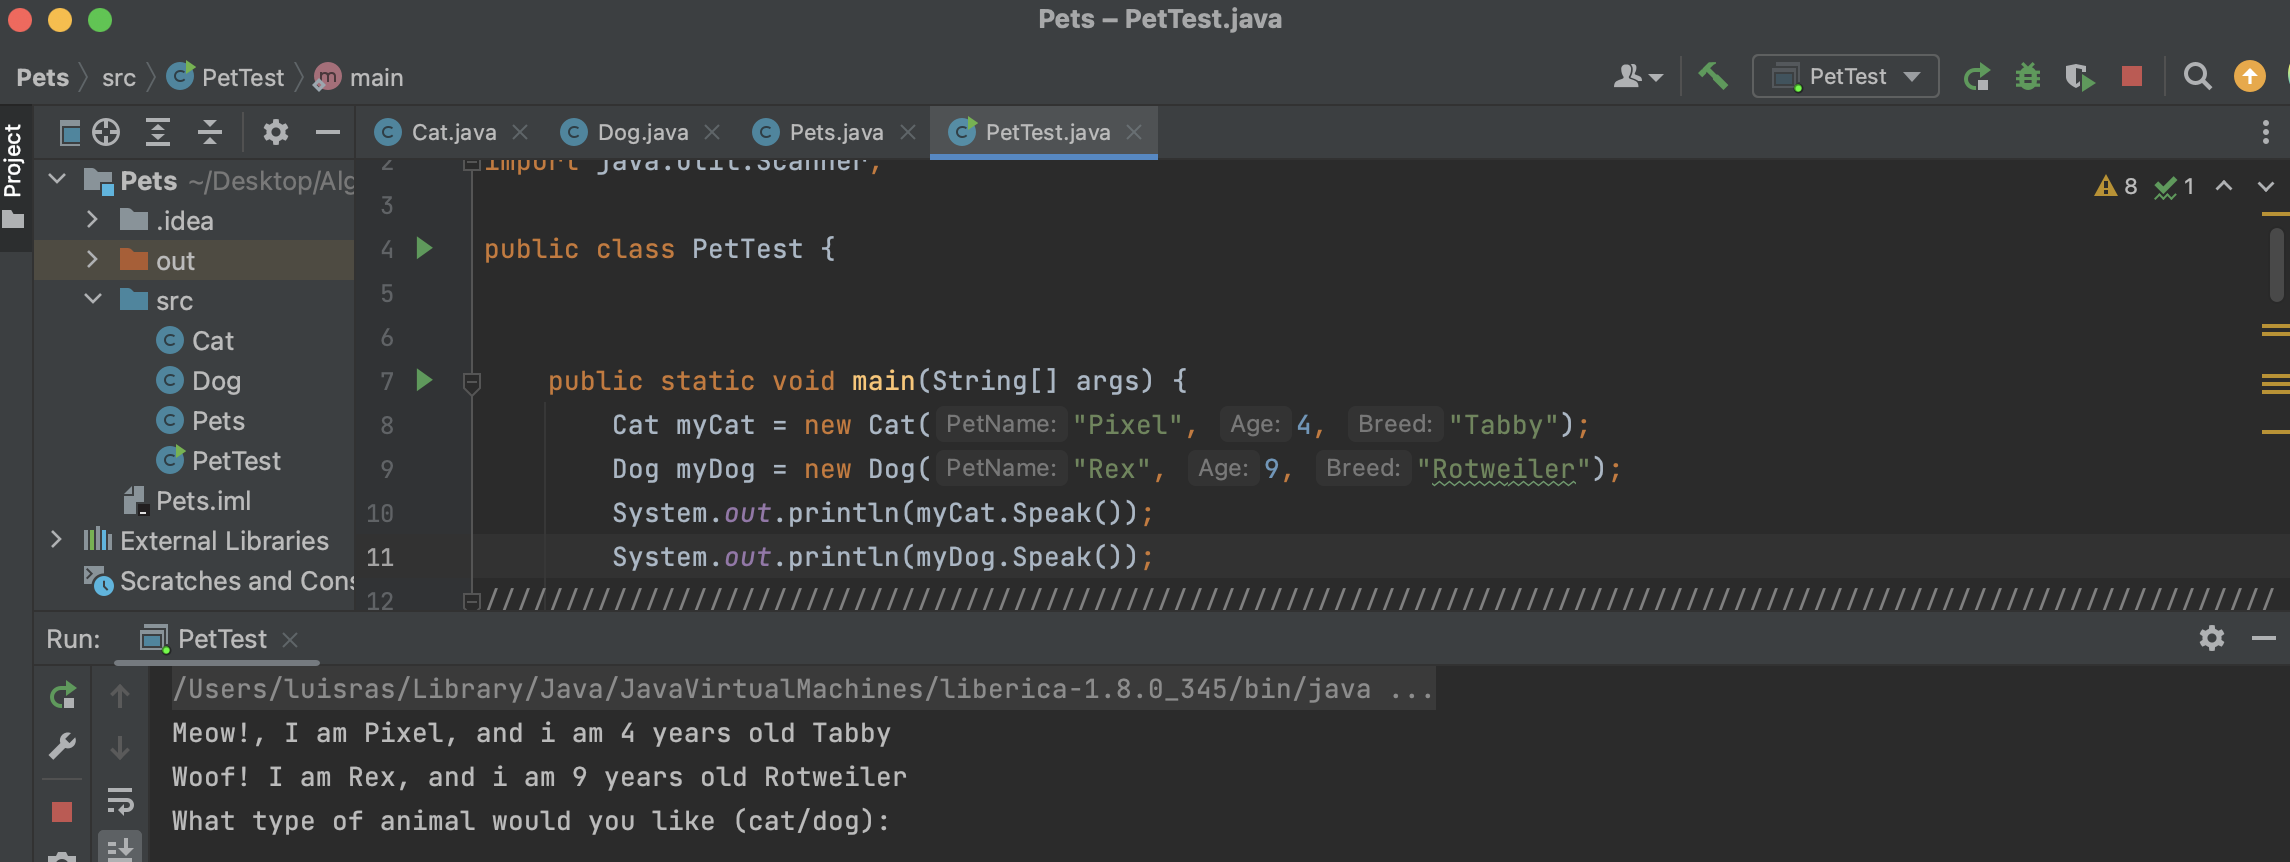 Pets – PetTest.java
Pets src PetTest main
PetTest
Project
Cat.java Dog.java Pets.java PetTest.java
Pets ~/Desktop/Alg
.idea
out
src
Cat
Dog
Pets
PetTest
Pets.iml
External Libraries
Scratches and Cons
8 1
2 import java.util.Scanner;
3
4 public class PetTest {
5
6
7 public static void main(String[] args) {
8 Cat myCat = new Cat( PetName: "Pixel", Age: 4, Breed: "Tabby");
9 Dog myDog = new Dog( PetName: "Rex", Age: 9, Breed: "Rotweiler");
10 System.out.println(myCat.Speak());
11 System.out.println(myDog.Speak());
12 ////////////////////////////////////////////////////////////////////////////////////////////////////////////////
Run: PetTest
/Users/luisras/Library/Java/JavaVirtualMachines/liberica-1.8.0_345/bin/java ...
Meow!, I am Pixel, and i am 4 years old Tabby
Woof! I am Rex, and i am 9 years old Rotweiler
What type of animal would you like (cat/dog):